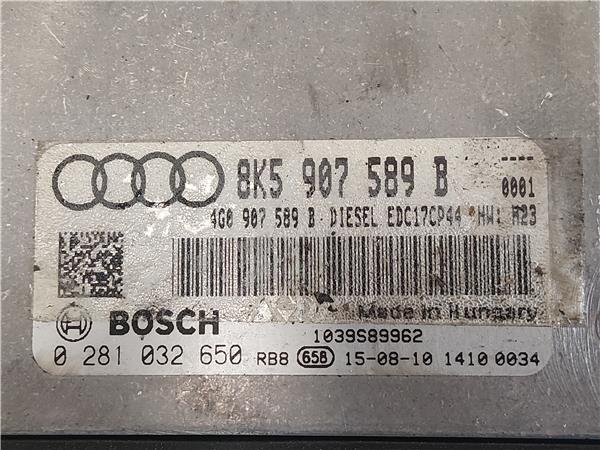 8K5 907 589 B ----
0001
4G0 907 589 B DIESEL EDC17CP44 HW: H23
Made in Hungary
BOSCH 1039S89962
0 281 032 650 RB8 658 15-08-10 1410 0034